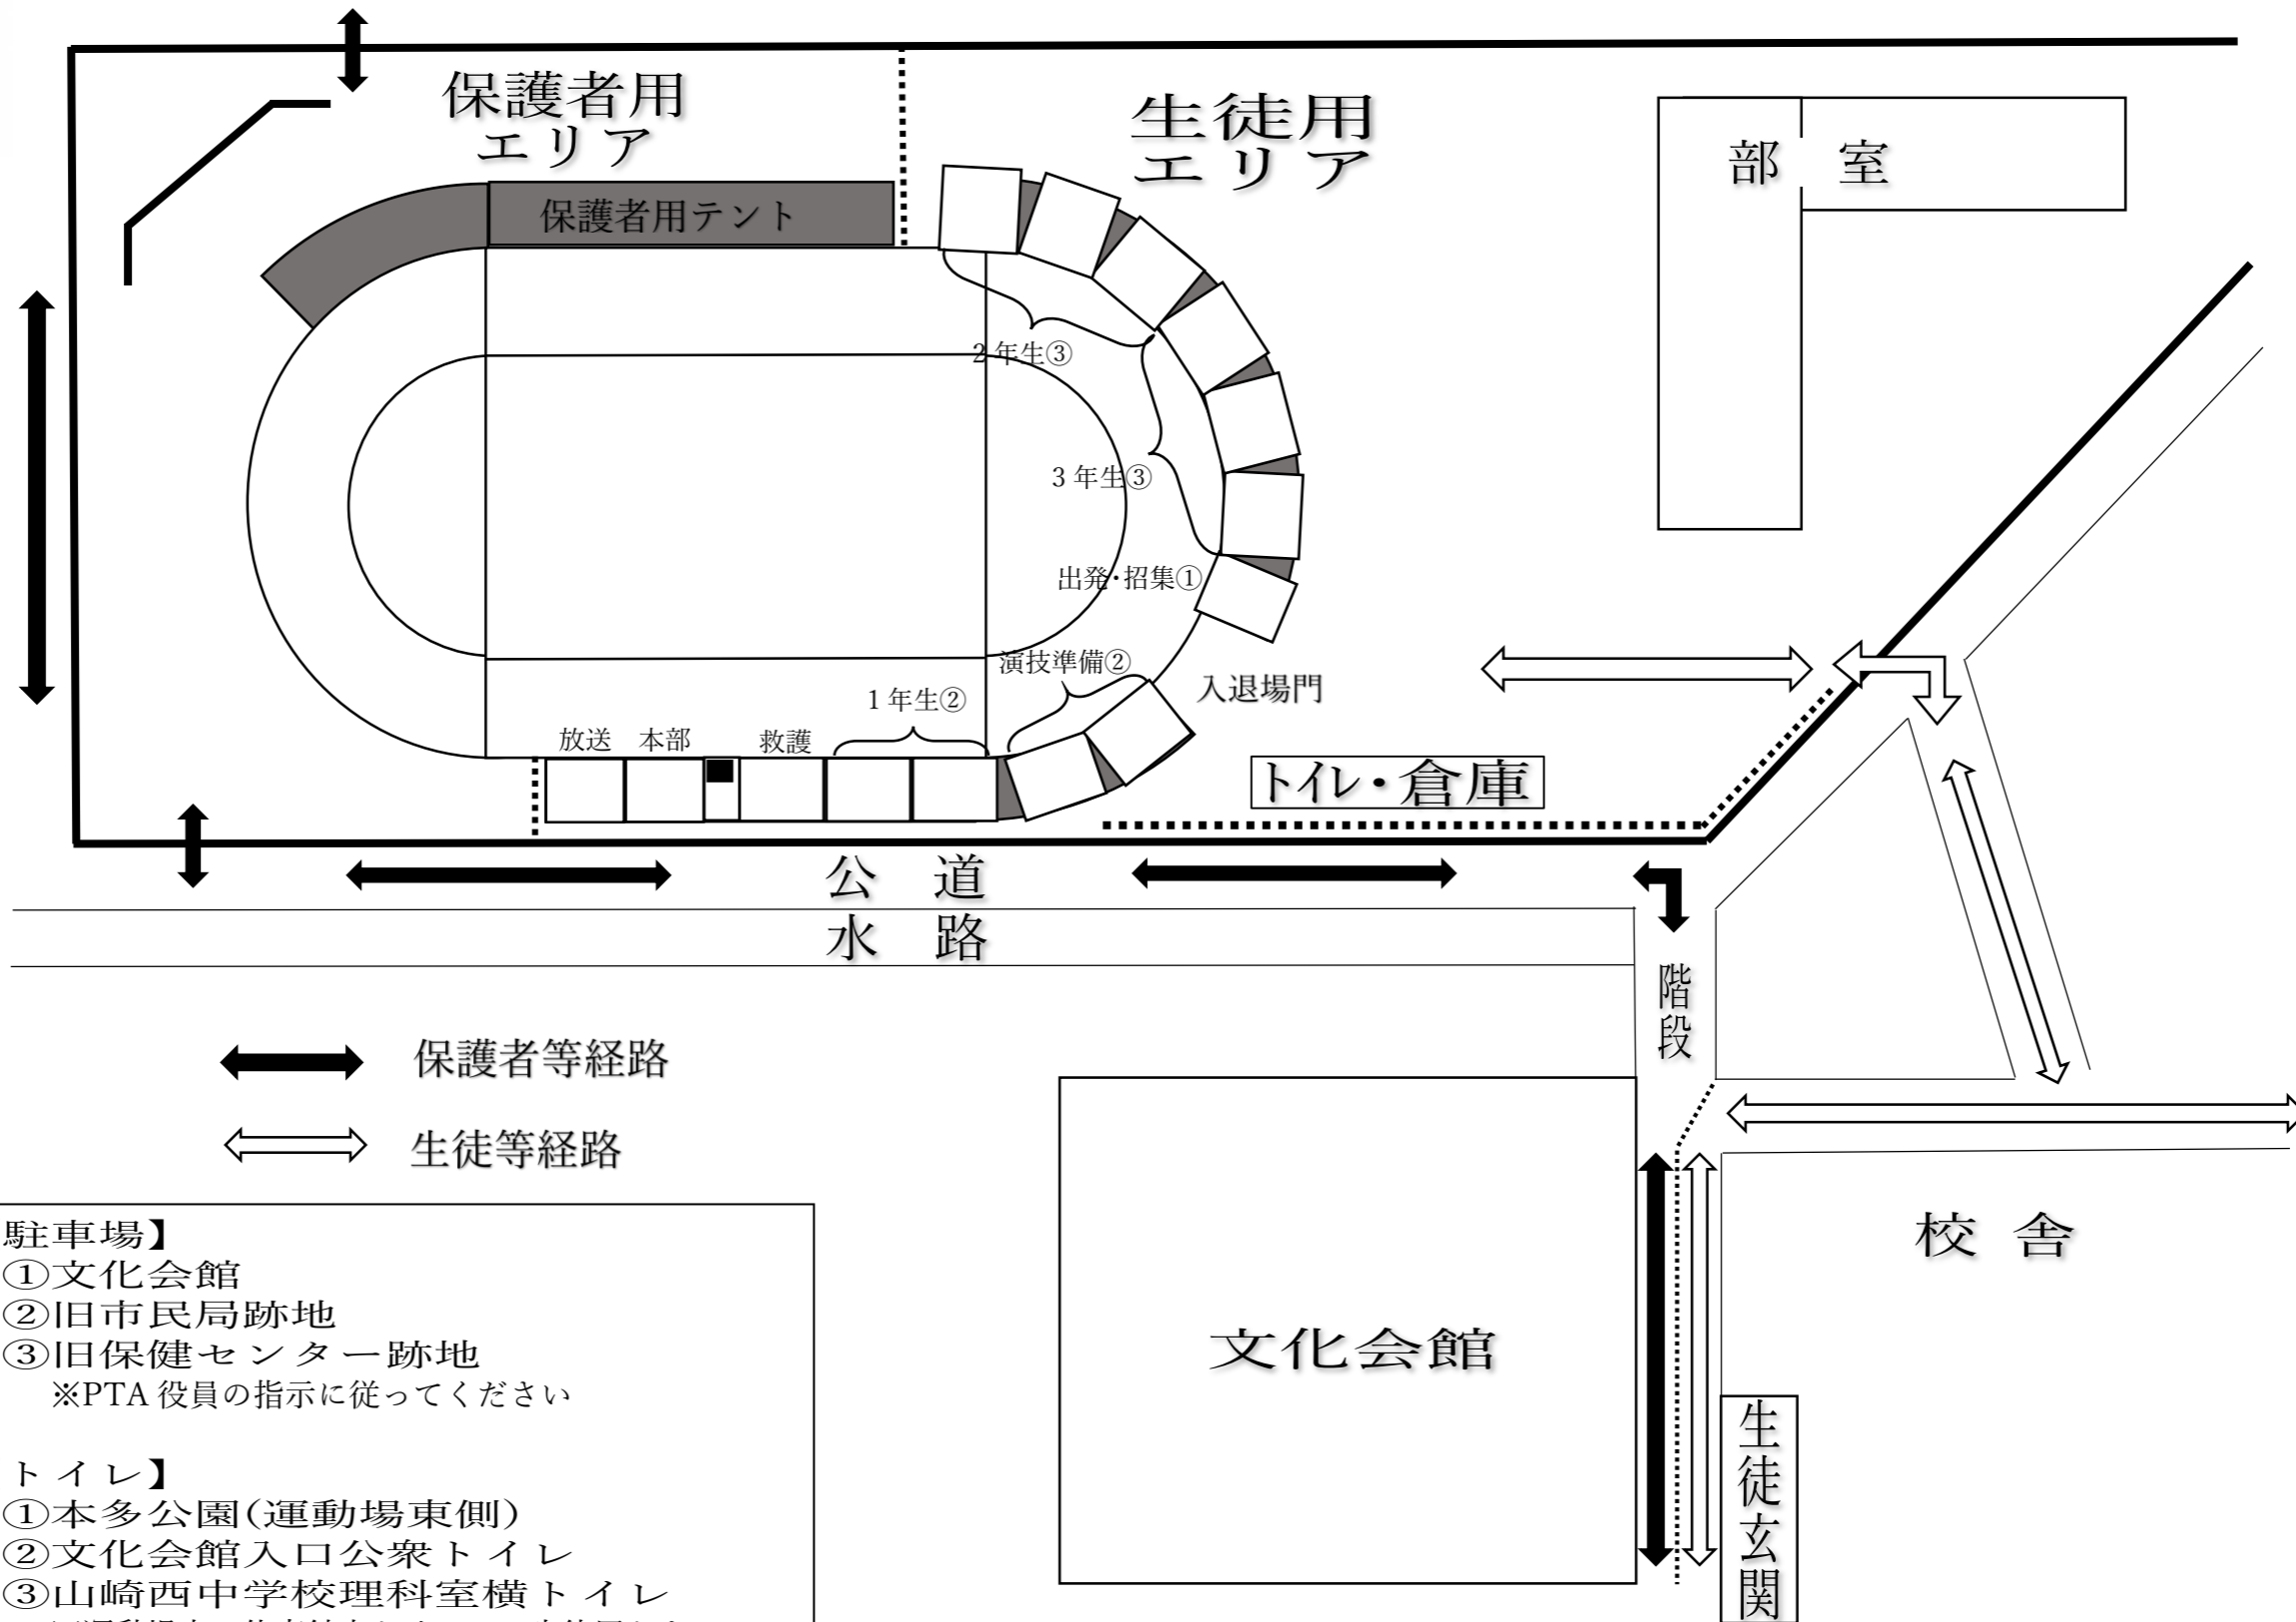 保護者用
エリア
生徒用
エリア
部 室
保護者用テント
2年生③
3年生③
出発・招集①
演技準備②
入退場門
1年生②
放送 本部 救護
トイレ・倉庫
公 道
水 路
階段
保護者等経路
生徒等経路
校 舎
文化会館
生徒玄関
駐車場】
①文化会館
②旧市民局跡地
③旧保健センター跡地
※PTA 役員の指示に従ってください
トイレ】
①本多公園(運動場東側)
②文化会館入口公衆トイレ
③山崎西中学校理科室横トイレ